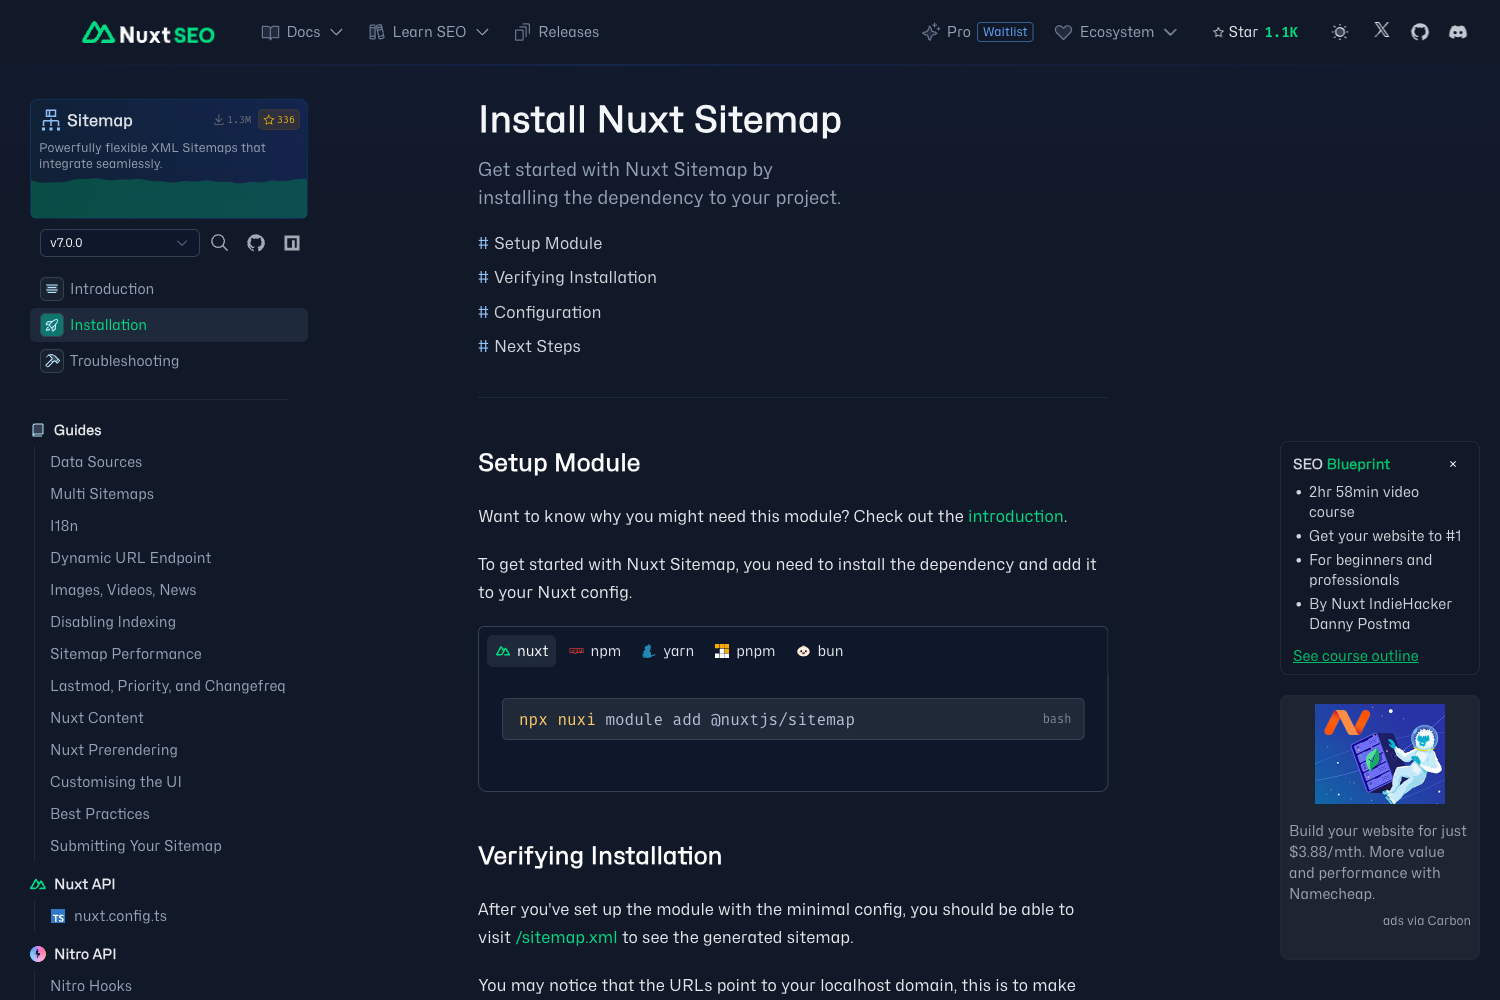 NuxtSEO
Docs
Learn SEO
Releases
Pro Waitlist
Ecosystem
Star 1.1K
Sitemap
1.3M
336
Powerfully flexible XML Sitemaps that
integrate seamlessly.
v7.0.0
Introduction
Installation
Troubleshooting
Guides
Data Sources
Multi Sitemaps
I18n
Dynamic URL Endpoint
Images, Videos, News
Disabling Indexing
Sitemap Performance
Lastmod, Priority, and Changefreq
Nuxt Content
Nuxt Prerendering
Customising the UI
Best Practices
Submitting Your Sitemap
Nuxt API
TS nuxt.config.ts
Nitro API
Nitro Hooks
Install Nuxt Sitemap
Get started with Nuxt Sitemap by
installing the dependency to your project.
# Setup Module
# Verifying Installation
# Configuration
# Next Steps
Setup Module
Want to know why you might need this module? Check out the introduction.
To get started with Nuxt Sitemap, you need to install the dependency and add it
to your Nuxt config.
nuxt
npm
yarn
pnpm
bun
npx nuxi module add @nuxtjs/sitemap
bash
Verifying Installation
After you've set up the module with the minimal config, you should be able to
visit /sitemap.xml to see the generated sitemap.
You may notice that the URLs point to your localhost domain, this is to make
SEO Blueprint
×
• 2hr 58min video
course
• Get your website to #1
• For beginners and
professionals
• By Nuxt IndieHacker
Danny Postma
See course outline
Build your website for just
$3.88/mth. More value
and performance with
Namecheap.
ads via Carbon